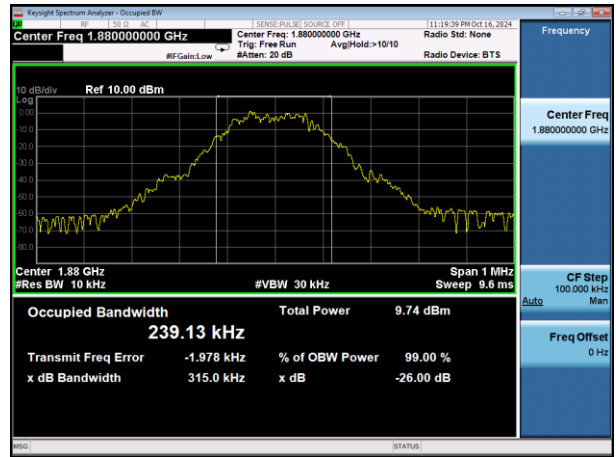 Keysight Spectrum Analyzer - Occupied BW
RF 50 Ω AC SENSE:PULSE SOURCE OFF 11:19:39 PM Oct 16, 2024
Center Freq 1.880000000 GHz
Center Freq: 1.880000000 GHz
Radio Std: None
Trig: Free Run Avg|Hold:>10/10
#IFGain:Low #Atten: 20 dB Radio Device: BTS
10 dB/div Ref 10.00 dBm
Log
0.00
-10.0
-20.0
-30.0
-40.0
-50.0
-60.0
-70.0
-80.0
Center 1.88 GHz Span 1 MHz
#Res BW 10 kHz #VBW 30 kHz Sweep 9.6 ms
Occupied Bandwidth Total Power 9.74 dBm
239.13 kHz
Transmit Freq Error -1.978 kHz % of OBW Power 99.00 %
x dB Bandwidth 315.0 kHz x dB -26.00 dB
MSG STATUS
Frequency
Center Freq
1.880000000 GHz
CF Step
100.000 kHz
Auto Man
Freq Offset
0 Hz